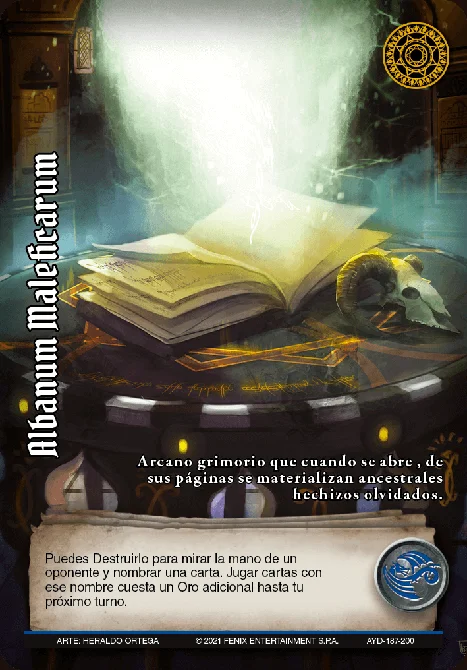 Albanum Maleficarum
Arcano grimorio que cuando se abre , de
sus páginas se materializan ancestrales
hechizos olvidados.
Puedes Destruirlo para mirar la mano de un
oponente y nombrar una carta. Jugar cartas con
ese nombre cuesta un Oro adicional hasta tu
próximo turno.
ARTE: HERALDO ORTEGA © 2021 FENIX ENTERTAINMENT S.P.A. AYD-187-200